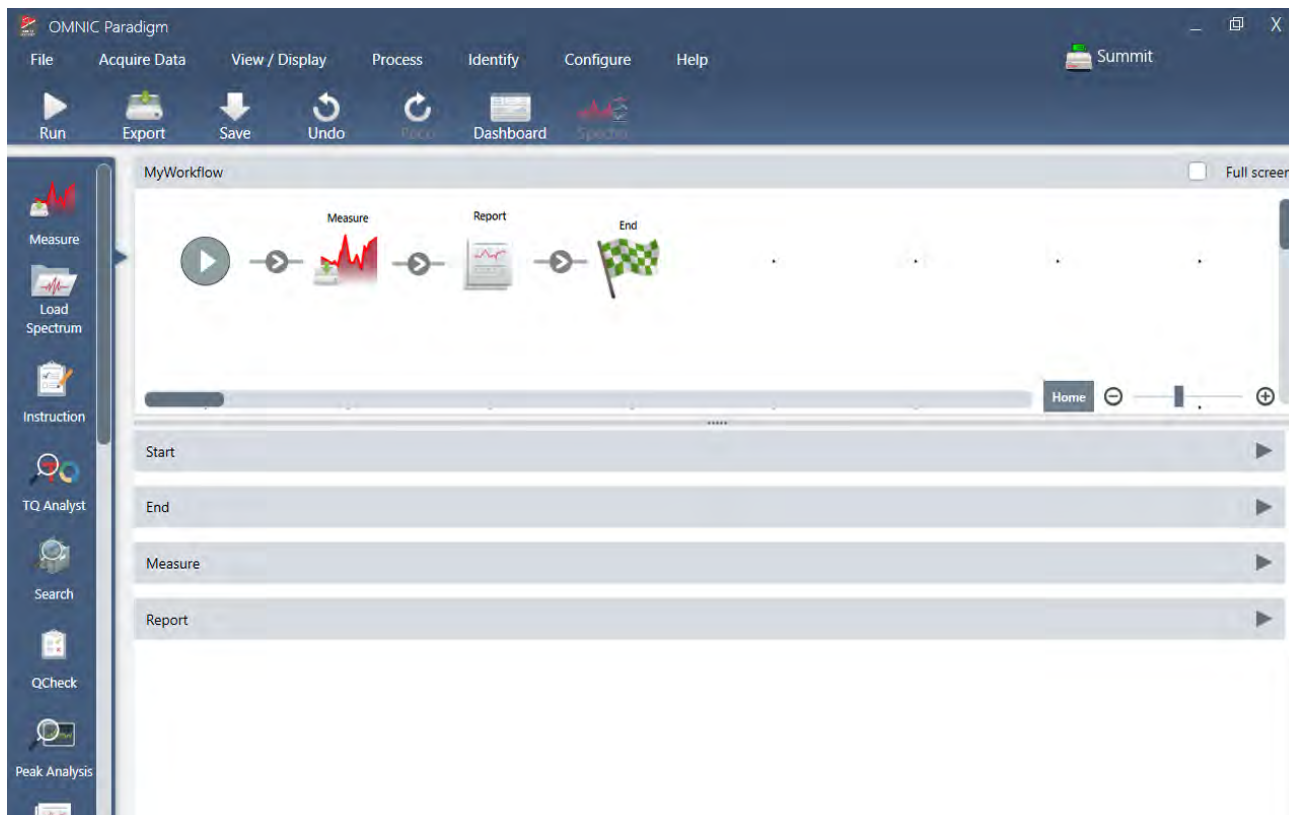 OMNIC Paradigm
X
File Acquire Data View / Display Process Identify Configure Help
Summit
Run Export Save Undo Redo Dashboard Spectra
MyWorkflow
Full screen
Measure
Load
Spectrum
Instruction
TQ Analyst
Search
QCheck
Peak Analysis
Measure
Report
End
Home
Start
End
Measure
Report